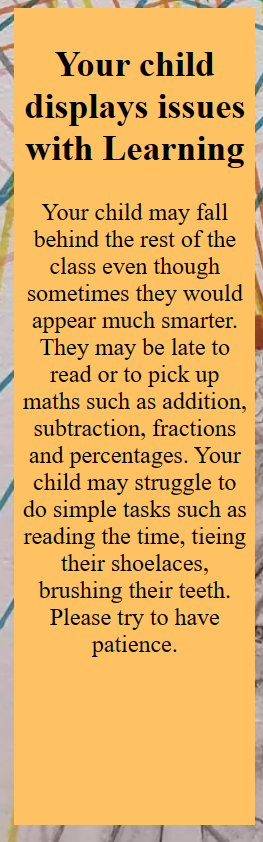 Your child
displays issues
with Learning
Your child may fall
behind the rest of the
class even though
sometimes they would
appear much smarter.
They may be late to
read or to pick up
maths such as addition,
subtraction, fractions
and percentages. Your
child may struggle to
do simple tasks such as
reading the time, tieing
their shoelaces,
brushing their teeth.
Please try to have
patience.